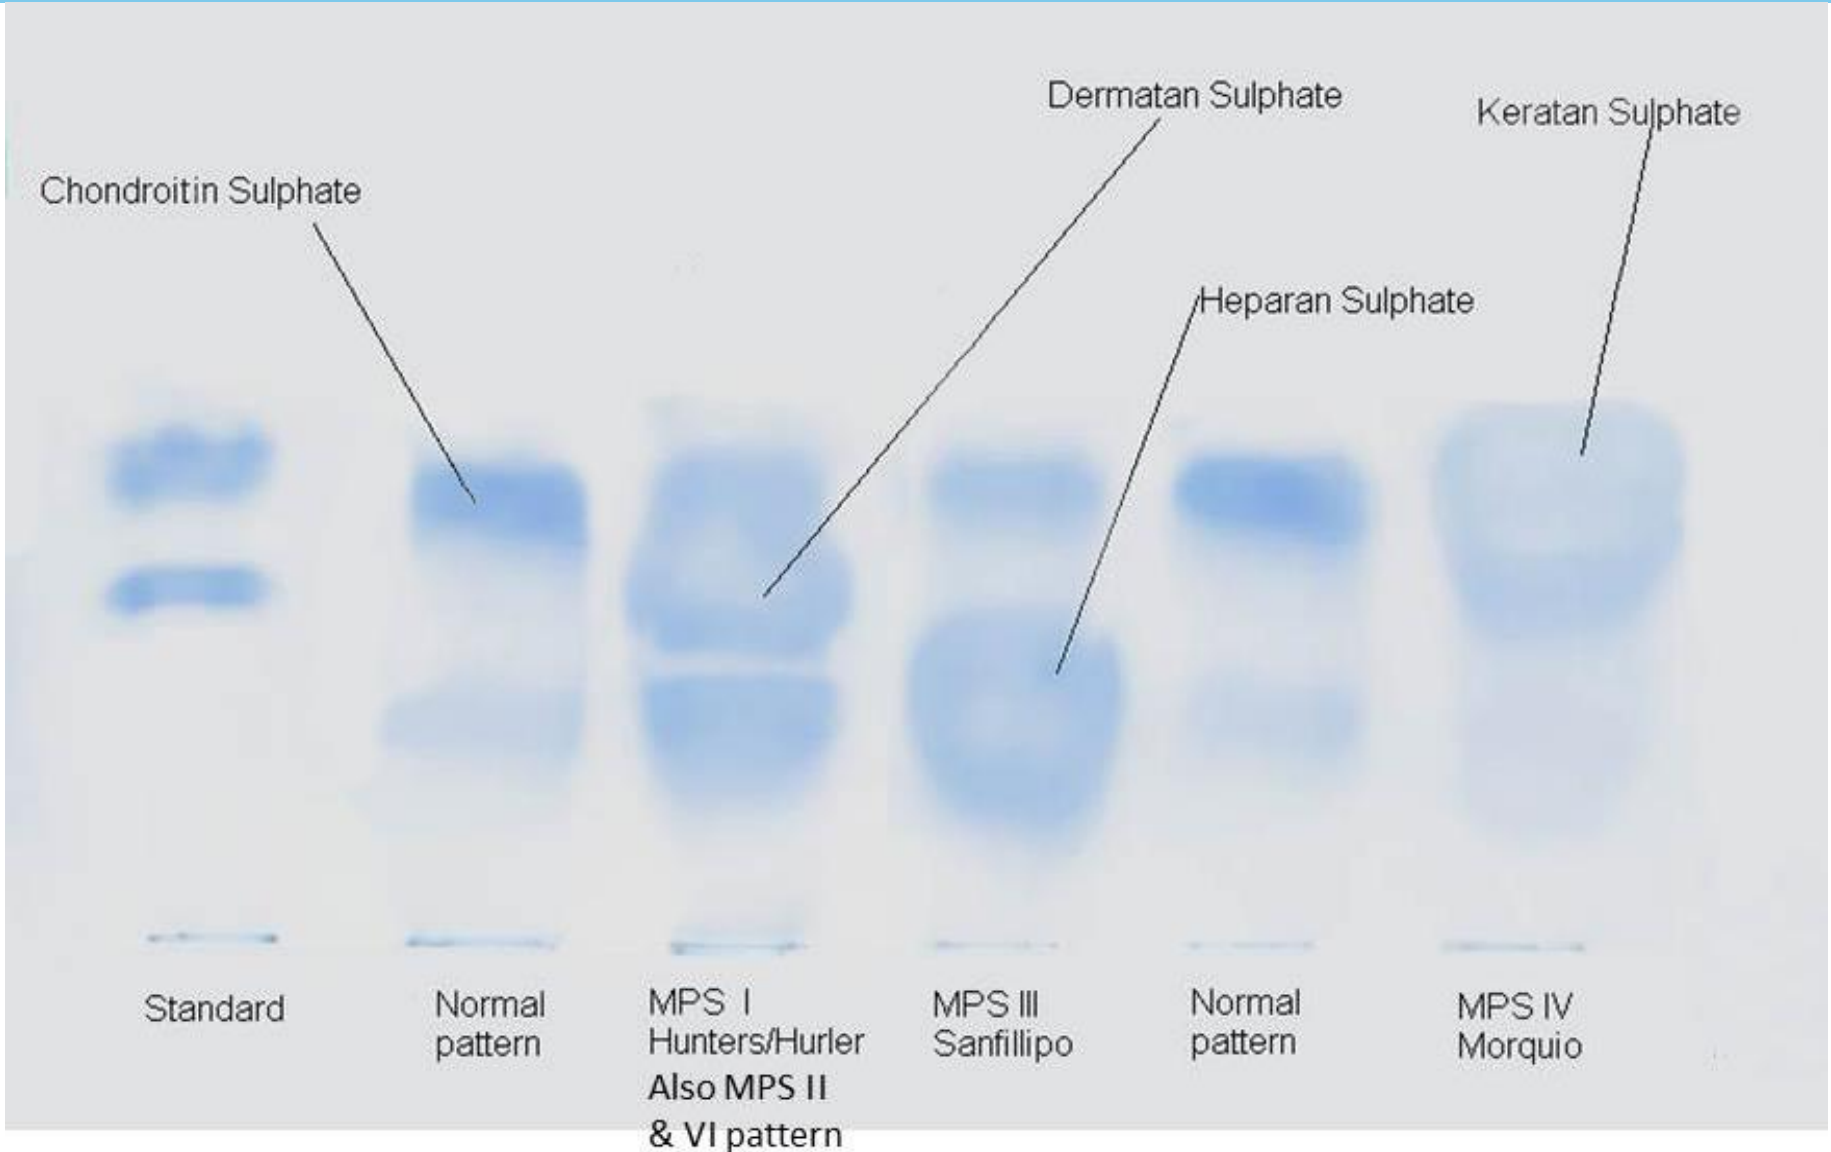 Dermatan Sulphate
Keratan Sulphate
Chondroitin Sulphate
Heparan Sulphate
Standard
Normal
pattern
MPS I
Hunters/Hurler
Also MPS II
& VI pattern
MPS III
Sanfillipo
Normal
pattern
MPS IV
Morquio